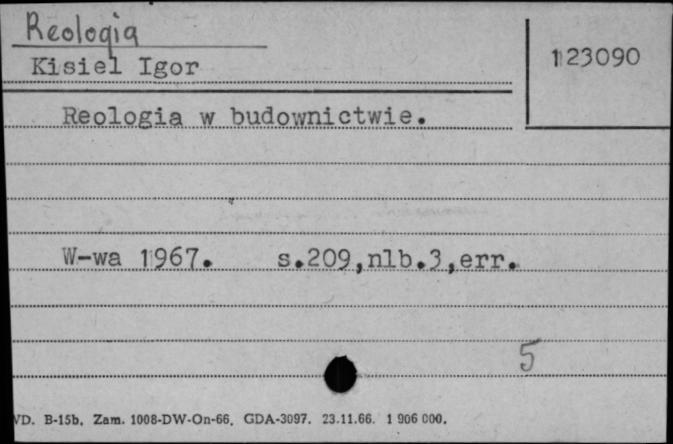 Reologia
Kisiel Igor
123090
Reologia w budownictwie.
W-wa 1967. s.209,nlb.3,err.
5
VD. B-15b, Zam. 1008-DW-On-66. GDA-3097. 23.11.66. 1 906 000.